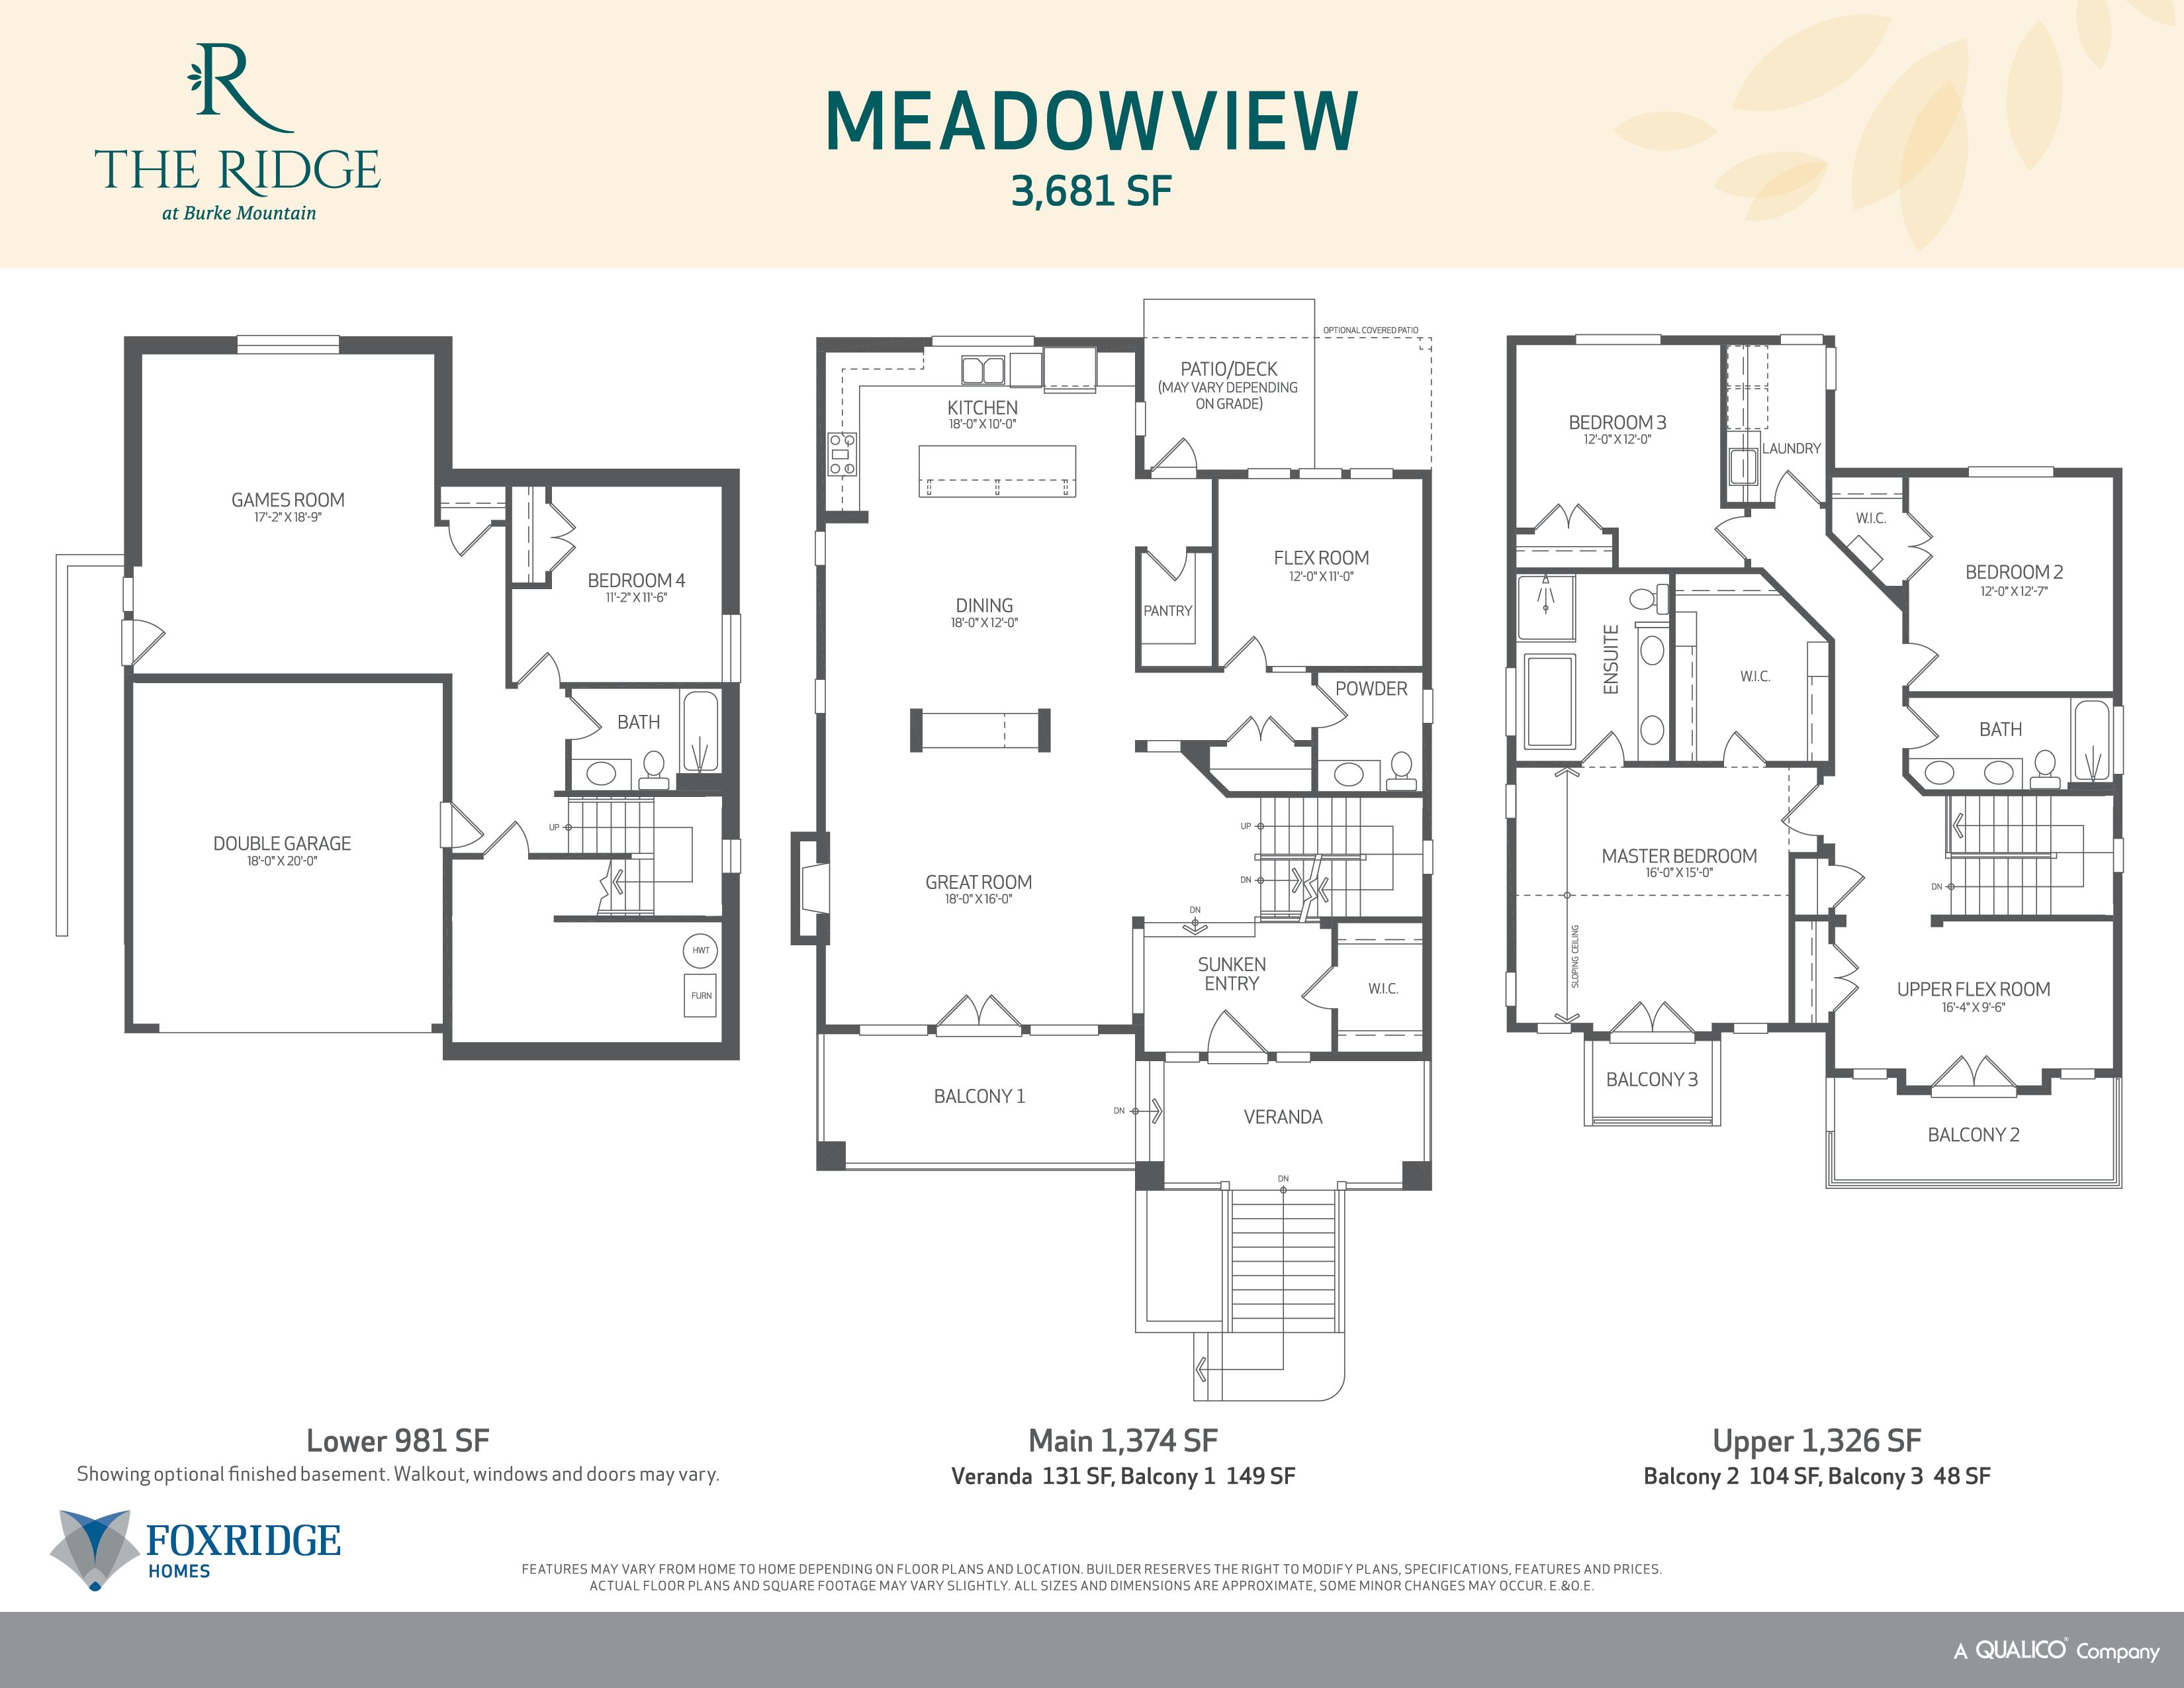 R
THE RIDGE
at Burke Mountain
MEADOWVIEW
3,681 SF
GAMES ROOM
17'-2" X 18'-9"
BEDROOM 4
11'-2" X 11'-6"
BATH
UP
DOUBLE GARAGE
18'-0" X 20'-0"
HWT
FURN
OPTIONAL COVERED PATIO
PATIO/DECK
(MAY VARY DEPENDING
ON GRADE)
KITCHEN
18'-0" X 10'-0"
FLEX ROOM
12'-0" X 11'-0"
DINING
18'-0" X 12'-0"
PANTRY
POWDER
UP
GREAT ROOM
18'-0" X 16'-0"
DN
DN
SUNKEN
ENTRY
W.I.C.
BALCONY 1
DN
VERANDA
DN
BEDROOM 3
12'-0" X 12'-0"
LAUNDRY
W.I.C.
BEDROOM 2
12'-0" X 12'-7"
ENSUITE
W.I.C.
BATH
MASTER BEDROOM
16'-0" X 15'-0"
DN
SLOPING CEILING
UPPER FLEX ROOM
16'-4" X 9'-6"
BALCONY 3
BALCONY 2
Lower 981 SF
Showing optional finished basement. Walkout, windows and doors may vary.
Main 1,374 SF
Veranda 131 SF, Balcony 1 149 SF
Upper 1,326 SF
Balcony 2 104 SF, Balcony 3 48 SF
FOXRIDGE
HOMES
FEATURES MAY VARY FROM HOME TO HOME DEPENDING ON FLOOR PLANS AND LOCATION. BUILDER RESERVES THE RIGHT TO MODIFY PLANS, SPECIFICATIONS, FEATURES AND PRICES.
ACTUAL FLOOR PLANS AND SQUARE FOOTAGE MAY VARY SLIGHTLY. ALL SIZES AND DIMENSIONS ARE APPROXIMATE, SOME MINOR CHANGES MAY OCCUR. E.&O.E.
A QUALICO® Company